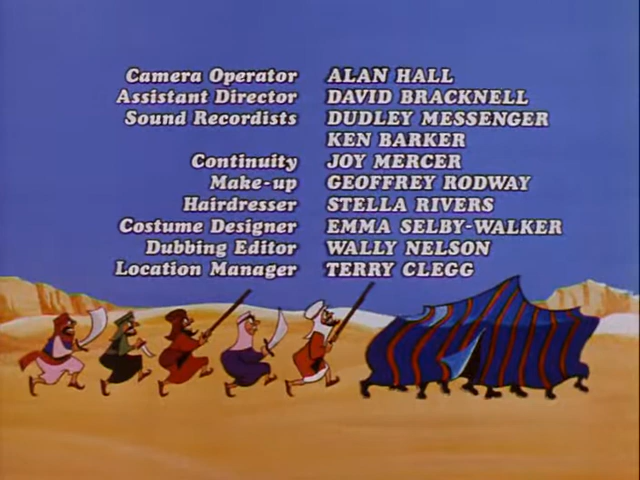 Camera Operator ALAN HALL
Assistant Director DAVID BRACKNELL
Sound Recordists DUDLEY MESSENGER
KEN BARKER
Continuity JOY MERCER
Make-up GEOFFREY RODWAY
Hairdresser STELLA RIVERS
Costume Designer EMMA SELBY-WALKER
Dubbing Editor WALLY NELSON
Location Manager TERRY CLEGG